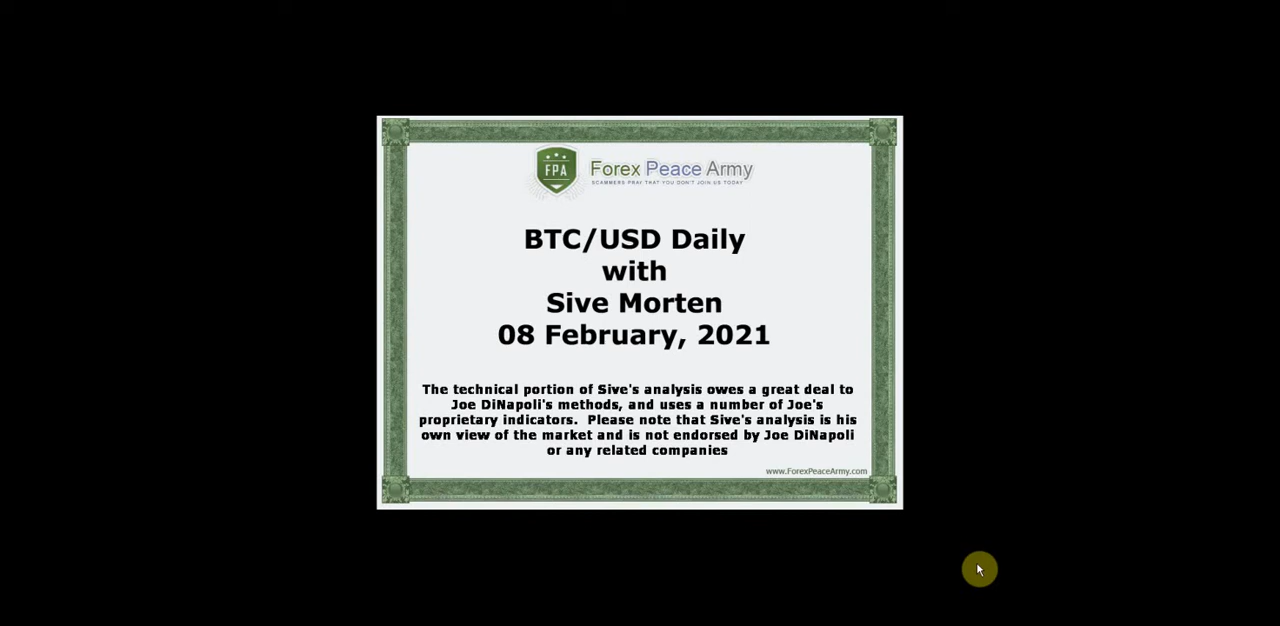 FPA
Forex Peace Army
SCAMMERS PRAY THAT YOU DON'T JOIN US TODAY
BTC/USD Daily
with
Sive Morten
08 February, 2021
The technical portion of Sive's analysis owes a great deal to
Joe DiNapoli's methods, and uses a number of Joe's
proprietary indicators.  Please note that Sive's analysis is his
own view of the market and is not endorsed by Joe DiNapoli
or any related companies
www.ForexPeaceArmy.com